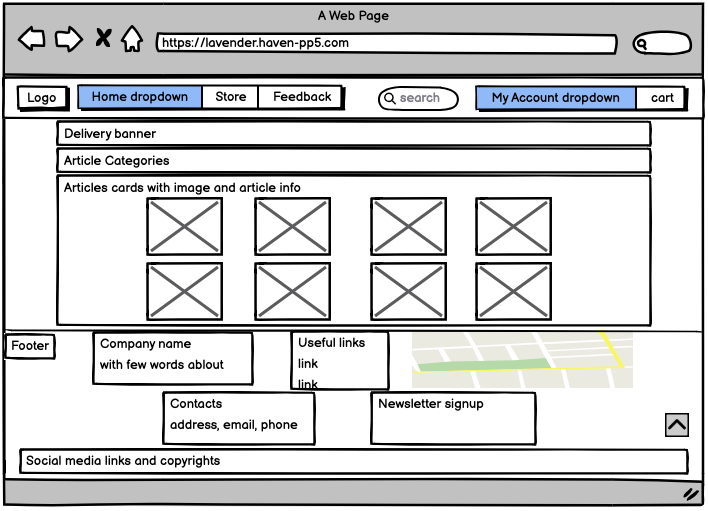 A Web Page
https://lavender.haven-pp5.com
Logo
Home dropdown
Store
Feedback
search
My Account dropdown
cart
Delivery banner
Article Categories
Articles cards with image and article info
Footer
Company name
with few words ablout
Useful links
link
link
Contacts
address, email, phone
Newsletter signup
Social media links and copyrights